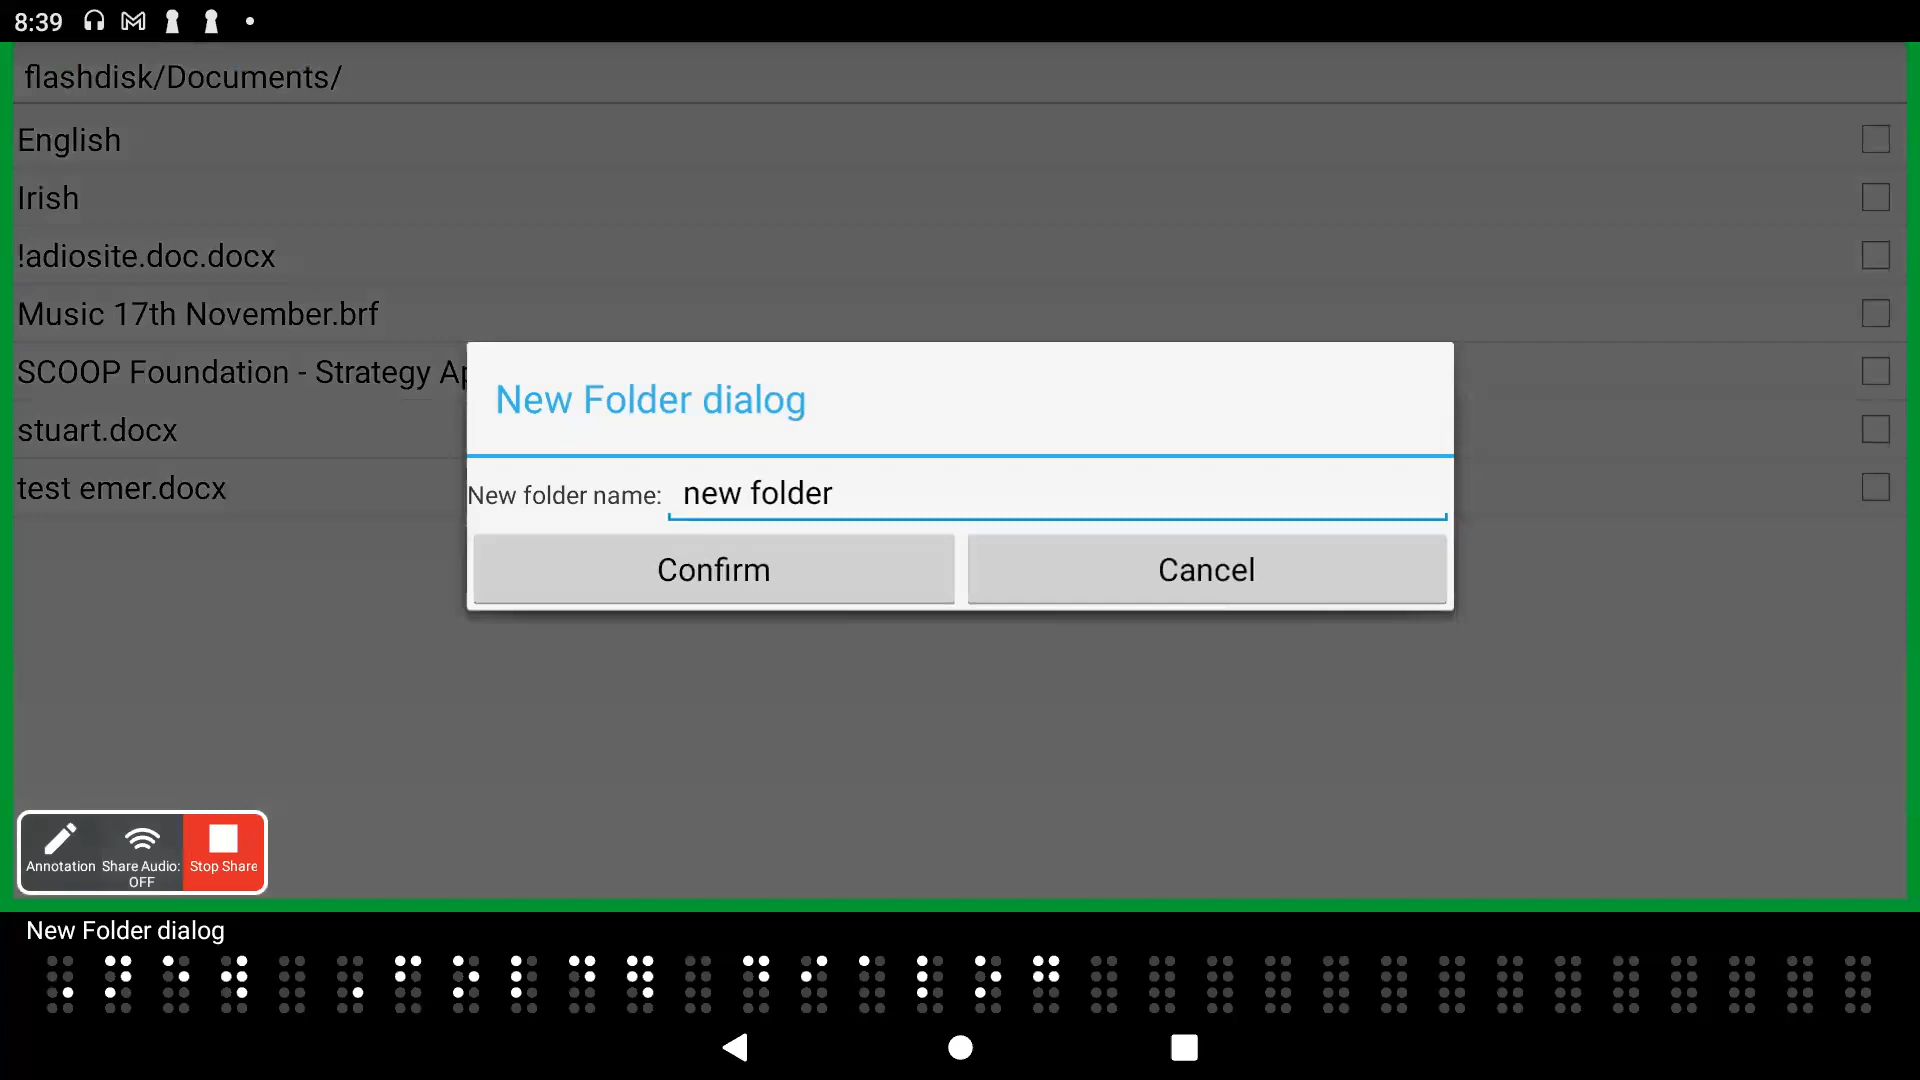 8:39
flashdisk/Documents/
English
Irish
!adiosite.doc.docx
Music 17th November.brf
SCOOP Foundation - Strategy Ap
stuart.docx
test emer.docx
New Folder dialog
New folder name: new folder
Confirm Cancel
Annotation Share Audio: OFF Stop Share
New Folder dialog
⠠⠝⠑⠺ ⠠⠋⠕⠇⠙⠻ ⠙⠊⠁⠇⠕⠛